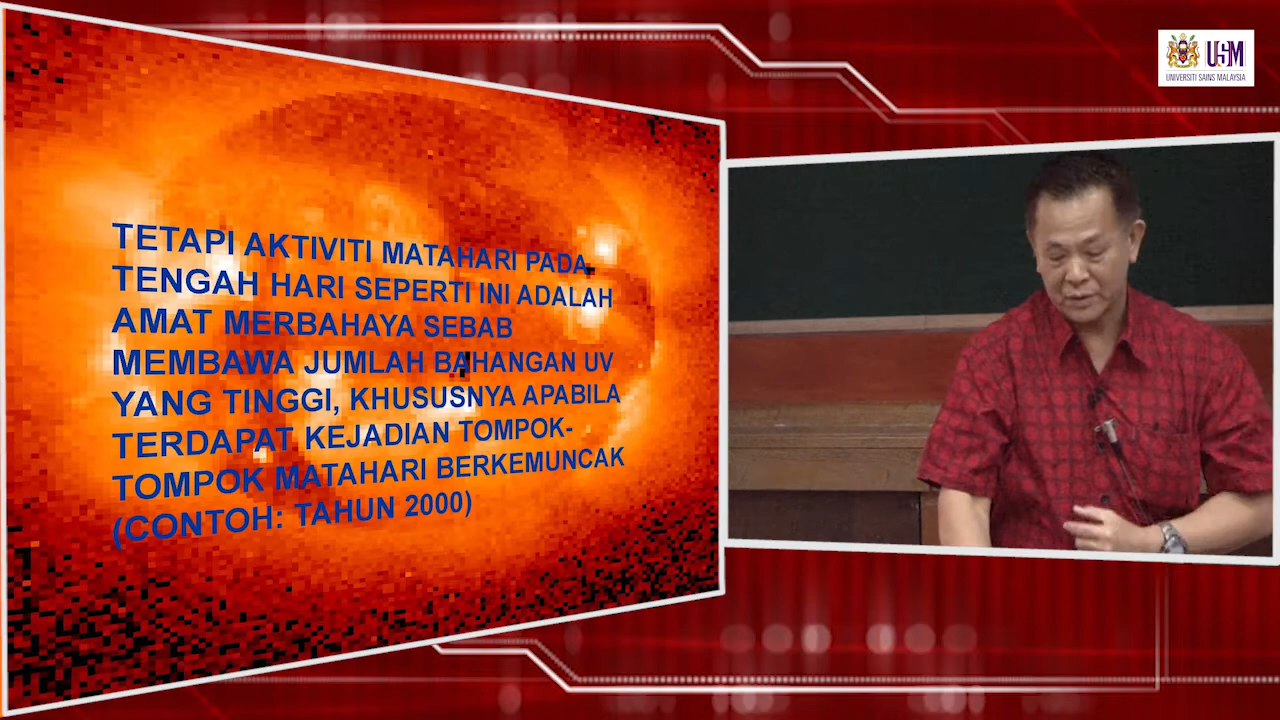 TETAPI AKTIVITI MATAHARI PADA
TENGAH HARI SEPERTI INI ADALAH
AMAT MERBAHAYA SEBAB
MEMBAWA JUMLAH BAHANGAN UV
YANG TINGGI, KHUSUSNYA APABILA
TERDAPAT KEJADIAN TOMPOK-
TOMPOK MATAHARI BERKEMUNCAK
(CONTOH: TAHUN 2000)
USM
UNIVERSITI SAINS MALAYSIA